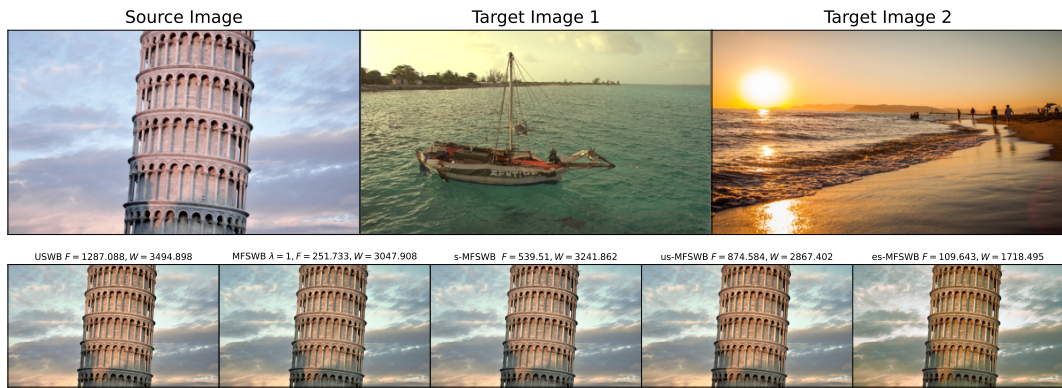 Source Image Target Image 1 Target Image 2
USWB F = 1287.088, W = 3494.898 MFSWB λ = 1, F = 251.733, W = 3047.908 s-MFSWB F = 539.51, W = 3241.862 us-MFSWB F = 874.584, W = 2867.402 es-MFSWB F = 109.643, W = 1718.495